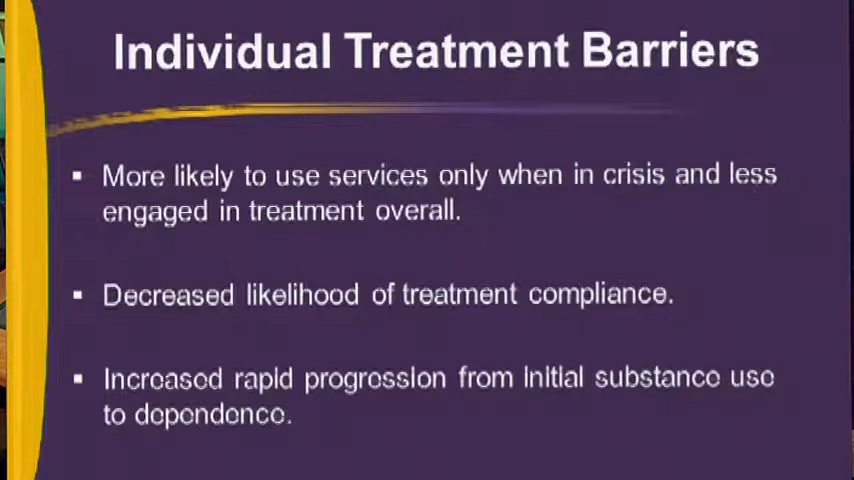 Individual Treatment Barriers
▪ More likely to use services only when in crisis and less
engaged in treatment overall.
▪ Decreased likelihood of treatment compliance.
▪ Increased rapid progression from initial substance use
to dependence.